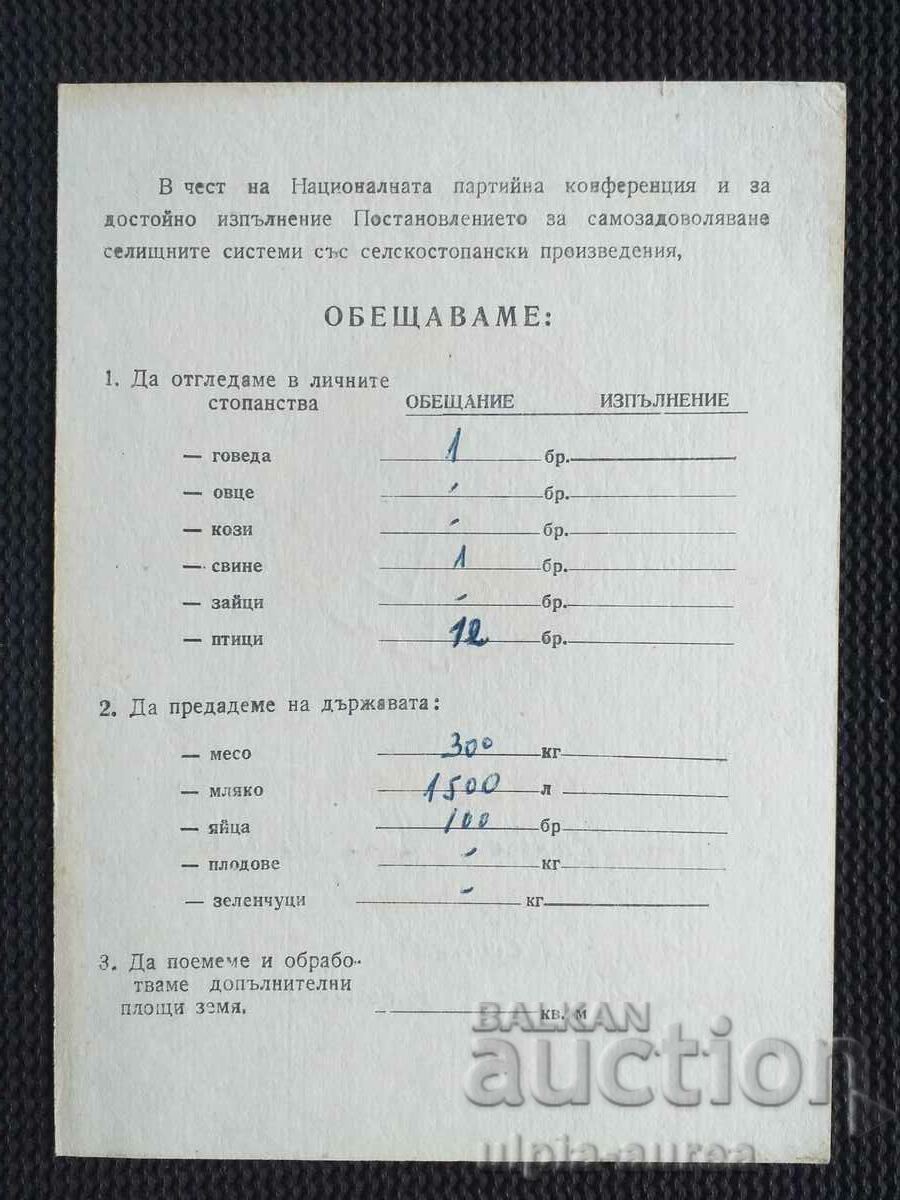 В чест на Националната партийна конференция и за
достойно изпълнение Постановлението за самозадоволяване
селищните системи със селскостопански произведения,
ОБЕЩАВАМЕ:
1. Да отгледаме в личните
стопанства ОБЕЩАНИЕ ИЗПЪЛНЕНИЕ
— говеда 1 бр.
— овце - бр.
— кози - бр.
— свине 1 бр.
— зайци - бр.
— птици 12 бр.
2. Да предадеме на държавата:
— месо 300 кг
— мляко 1500 л
— яйца 100 бр
— плодове - кг
— зеленчуци - кг
3. Да поемеме и обрабо-
тваме допълнителни
площи земя. кв. м
BALKAN
auction
ulpia-aurea